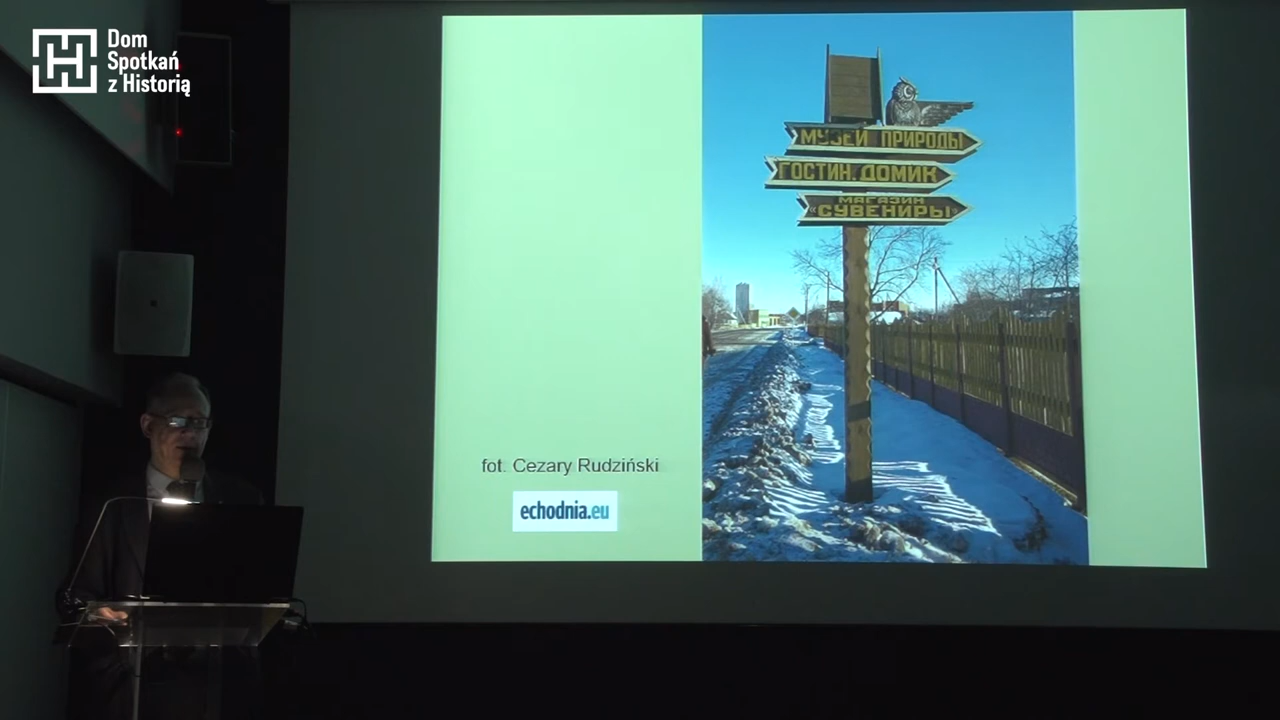 Dom
Spotkań
z Historią
МУЗЕЙ ПРИРОДЫ
ГОСТИН. ДОМИК
МАГАЗИН
«СУВЕНИРЫ»
fot. Cezary Rudziński
echodnia.eu